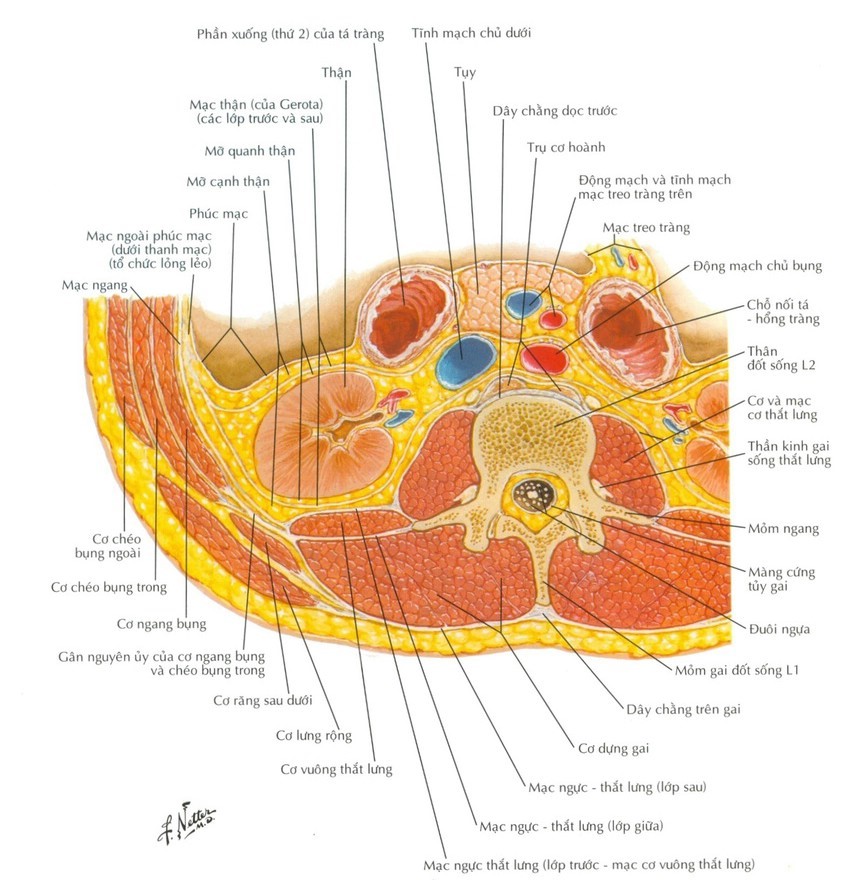 Phần xuống (thứ 2) của tá tràng
Tĩnh mạch chủ dưới
Thận
Tụy
Mạc thận (của Gerota)
(các lớp trước và sau)
Dây chằng dọc trước
Mỡ quanh thận
Trụ cơ hoành
Mỡ cạnh thận
Động mạch và tĩnh mạch
mạc treo tràng trên
Phúc mạc
Mạc treo tràng
Mạc ngoài phúc mạc
(dưới thanh mạc)
(tổ chức lỏng lẻo)
Động mạch chủ bụng
Mạc ngang
Chỗ nối tá
- hổng tràng
Thân
đốt sống L2
Cơ và mạc
cơ thắt lưng
Thần kinh gai
sống thắt lưng
Mỏm ngang
Cơ chéo
bụng ngoài
Màng cứng
tủy gai
Cơ chéo bụng trong
Cơ ngang bụng
Đuôi ngựa
Gân nguyên ủy của cơ ngang bụng
và chéo bụng trong
Mỏm gai đốt sống L1
Cơ răng sau dưới
Dây chằng trên gai
Cơ lưng rộng
Cơ dựng gai
Cơ vuông thắt lưng
Mạc ngực - thắt lưng (lớp sau)
Mạc ngực - thắt lưng (lớp giữa)
Mạc ngực thắt lưng (lớp trước - mạc cơ vuông thắt lưng)
F. Netter
M.D.